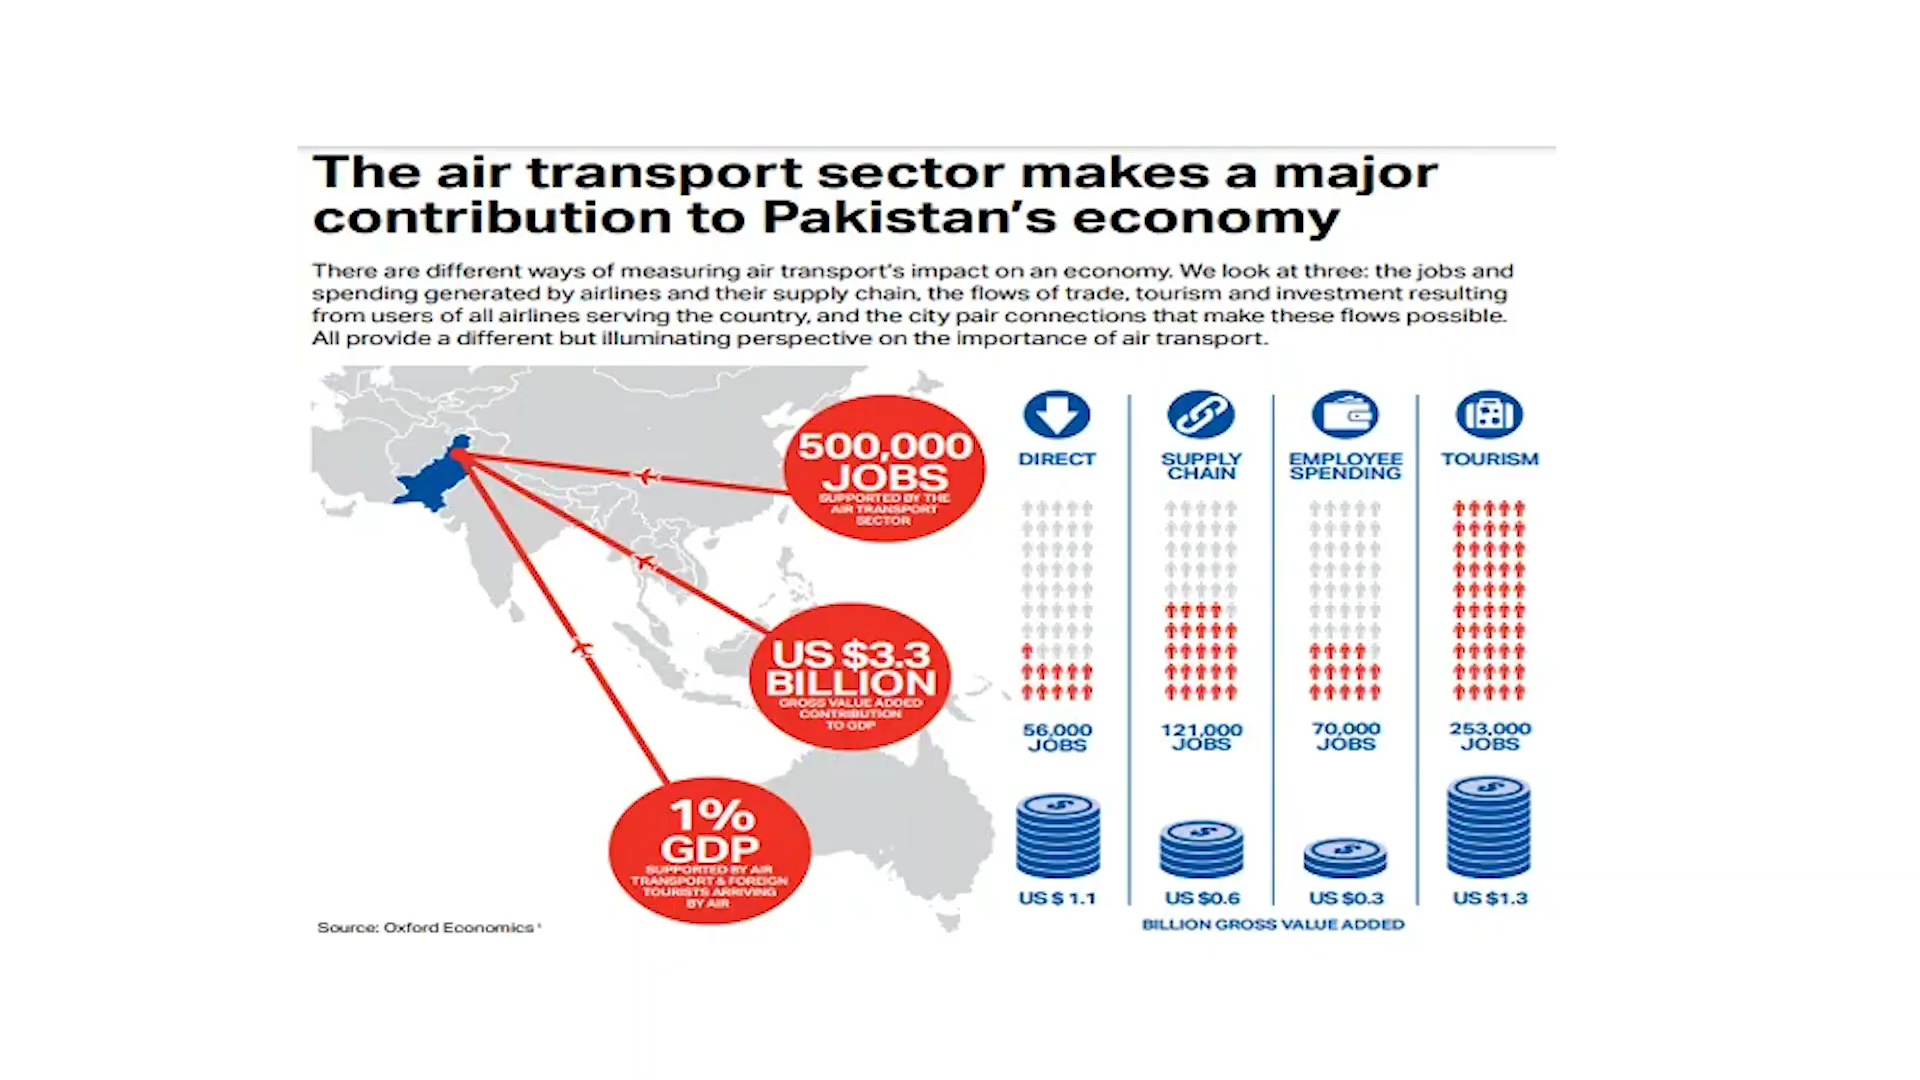 The air transport sector makes a major
contribution to Pakistan's economy
There are different ways of measuring air transport's impact on an economy. We look at three: the jobs and
spending generated by airlines and their supply chain, the flows of trade, tourism and investment resulting
from users of all airlines serving the country, and the city pair connections that make these flows possible.
All provide a different but illuminating perspective on the importance of air transport.
500,000
JOBS
SUPPORTED BY THE
AIR TRANSPORT
SECTOR
US $3.3
BILLION
GROSS VALUE ADDED
CONTRIBUTION
TO GDP
1%
GDP
SUPPORTED BY AIR
TRANSPORT & FOREIGN
TOURISTS ARRIVING
BY AIR
Source: Oxford Economics¹
DIRECT
56,000
JOBS
US $ 1.1
SUPPLY
CHAIN
121,000
JOBS
US $0.6
EMPLOYEE
SPENDING
70,000
JOBS
US $0.3
TOURISM
253,000
JOBS
US $1.3
BILLION GROSS VALUE ADDED